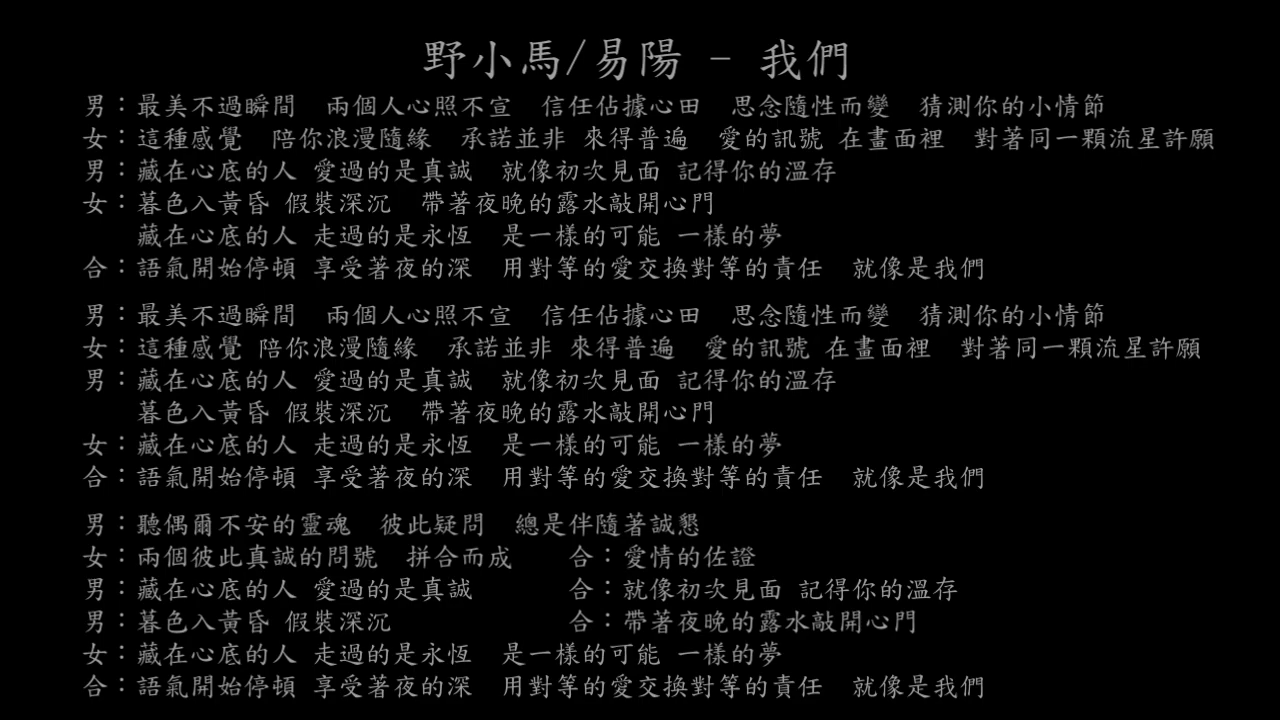 野小馬/易陽 - 我們
男：最美不過瞬間　兩個人心照不宣　信任佔據心田　思念隨性而變　猜測你的小情節
女：這種感覺　陪你浪漫隨緣　承諾並非 來得普遍　愛的訊號 在畫面裡　對著同一顆流星許願
男：藏在心底的人 愛過的是真誠　就像初次見面 記得你的溫存
女：暮色入黃昏 假裝深沉　帶著夜晚的露水敲開心門
藏在心底的人 走過的是永恆　是一樣的可能 一樣的夢
合：語氣開始停頓 享受著夜的深　用對等的愛交換對等的責任　就像是我們
男：最美不過瞬間　兩個人心照不宣　信任佔據心田　思念隨性而變　猜測你的小情節
女：這種感覺 陪你浪漫隨緣　承諾並非 來得普遍　愛的訊號 在畫面裡　對著同一顆流星許願
男：藏在心底的人 愛過的是真誠　就像初次見面 記得你的溫存
暮色入黃昏 假裝深沉　帶著夜晚的露水敲開心門
女：藏在心底的人 走過的是永恆　是一樣的可能 一樣的夢
合：語氣開始停頓 享受著夜的深　用對等的愛交換對等的責任　就像是我們
男：聽偶爾不安的靈魂　彼此疑問　總是伴隨著誠懇
女：兩個彼此真誠的問號　拼合而成　　合：愛情的佐證
男：藏在心底的人 愛過的是真誠　　　合：就像初次見面 記得你的溫存
男：暮色入黃昏 假裝深沉　　　合：帶著夜晚的露水敲開心門
女：藏在心底的人 走過的是永恆　是一樣的可能 一樣的夢
合：語氣開始停頓 享受著夜的深　用對等的愛交換對等的責任　就像是我們